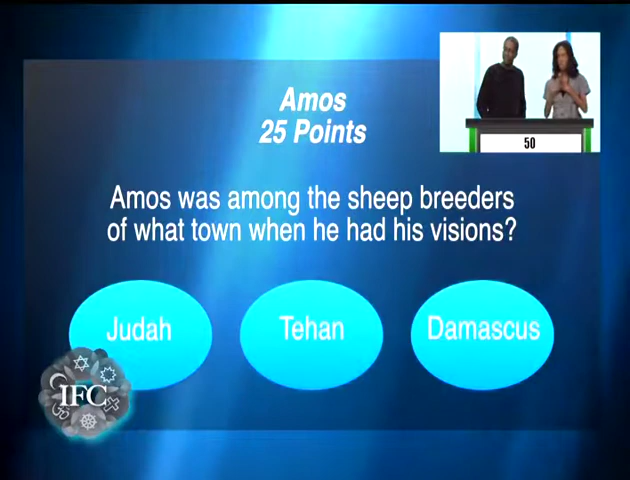 Amos
25 Points
50
Amos was among the sheep breeders
of what town when he had his visions?
Judah
Tehan
Damascus
IFC